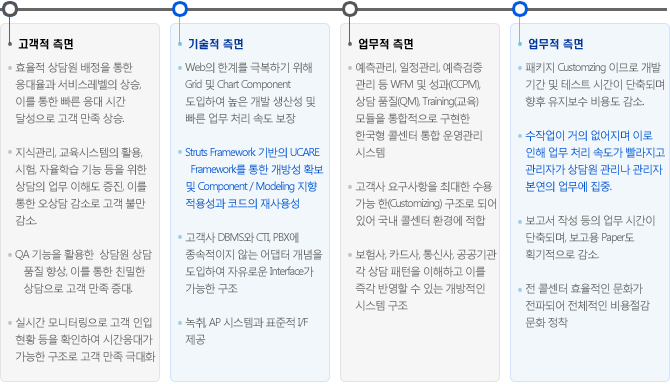 고객적 측면
효율적 상담원 배정을 통한
응대율과 서비스레벨의 상승,
이를 통한 빠른 응대 시간
달성으로 고객 만족 상승.
지식관리, 교육시스템의 활용,
시험, 자율학습 기능 등을 위한
상담의 업무 이해도 증진, 이를
통한 오상담 감소로 고객 불만
감소.
QA 기능을 활용한 상담원 상담
품질 향상, 이를 통한 친밀한
상담으로 고객 만족 증대.
실시간 모니터링으로 고객 인입
현황 등을 확인하여 시간응대가
가능한 구조로 고객 만족 극대화
기술적 측면
Web의 한계를 극복하기 위해
Grid 및 Chart Component
도입하여 높은 개발 생산성 및
빠른 업무 처리 속도 보장
Struts Framework 기반의 UCARE
Framework를 통한 개방성 확보
및 Component / Modeling 지향
적용성과 코드의 재사용성
고객사 DBMS와 CTI, PBX에
종속적이지 않는 어댑터 개념을
도입하여 자유로운 Interface가
가능한 구조
녹취, AP 시스템과 표준적 I/F
제공
업무적 측면
예측관리, 일정관리, 예측검증
관리 등 WFM 및 성과(CCPM),
상담 품질(QM), Training(교육)
모듈을 통합적으로 구현한
한국형 콜센터 통합 운영관리
시스템
고객사 요구사항을 최대한 수용
가능 한(Customizing) 구조로 되어
있어 국내 콜센터 환경에 적합
보험사, 카드사, 통신사, 공공기관
각 상담 패턴을 이해하고 이를
즉각 반영할 수 있는 개방적인
시스템 구조
업무적 측면
패키지 Customzing 이므로 개발
기간 및 테스트 시간이 단축되며
향후 유지보수 비용도 감소.
수작업이 거의 없어지며 이로
인해 업무 처리 속도가 빨라지고
관리자가 상담원 관리나 관리자
본연의 업무에 집중.
보고서 작성 등의 업무 시간이
단축되며, 보고용 Paper도
획기적으로 감소.
전 콜센터 효율적인 문화가
전파되어 전체적인 비용절감
문화 정착